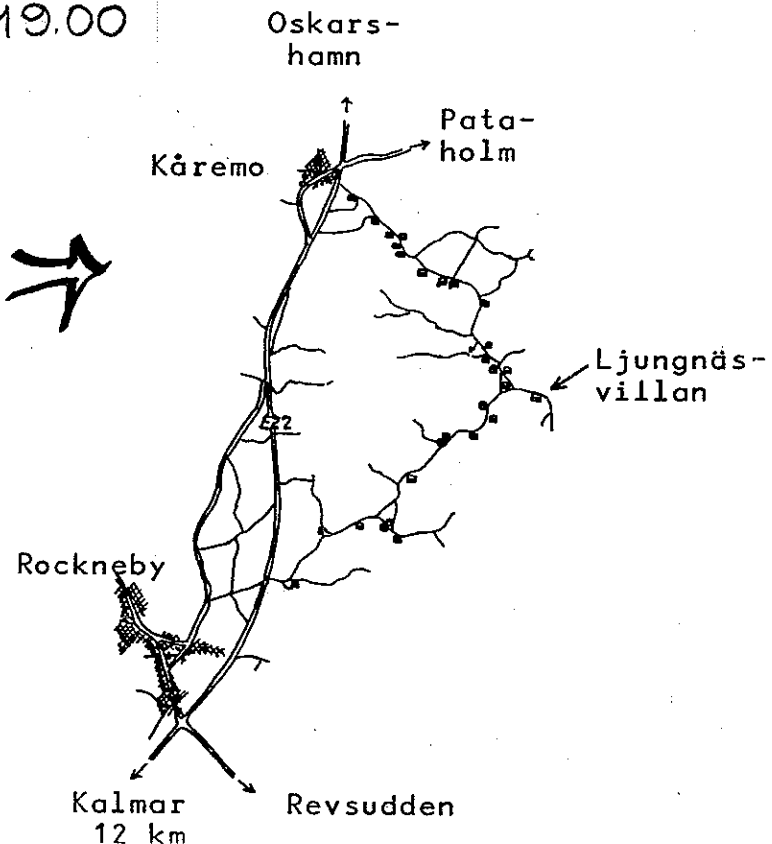 19.00
Oskars-
hamn
Pata-
holm
Kåremo
Ljungnäs-
villan
E22
Rockneby
Kalmar
12 km
Revsudden